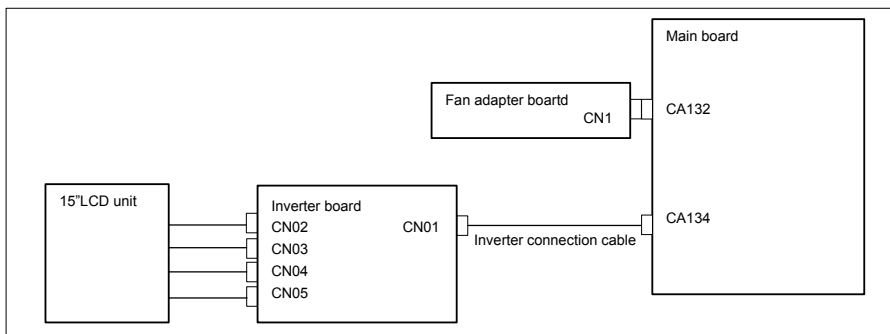 Main board
Fan adapter boartd
CN1
CA132
15"LCD unit
Inverter board
CN02
CN03
CN04
CN05
CN01
Inverter connection cable
CA134